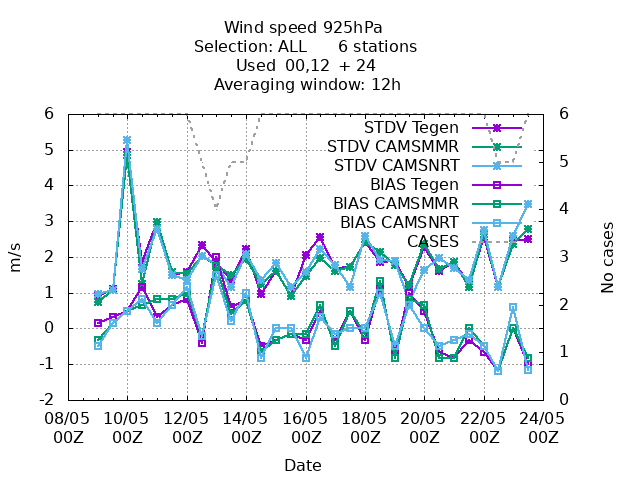 Wind speed 925hPa
Selection: ALL 6 stations
Used 00,12 + 24
Averaging window: 12h
6 6
STDV Tegen
STDV CAMSMMR
5 5
STDV CAMSNRT
BIAS Tegen
4 4
BIAS CAMSMMR
BIAS CAMSNRT
CASES
3 3
2 2
1 1
0
-1
-2 0
m/s
No cases
08/05 10/05 12/05 14/05 16/05 18/05 20/05 22/05 24/05
00Z 00Z 00Z 00Z 00Z 00Z 00Z 00Z 00Z
Date